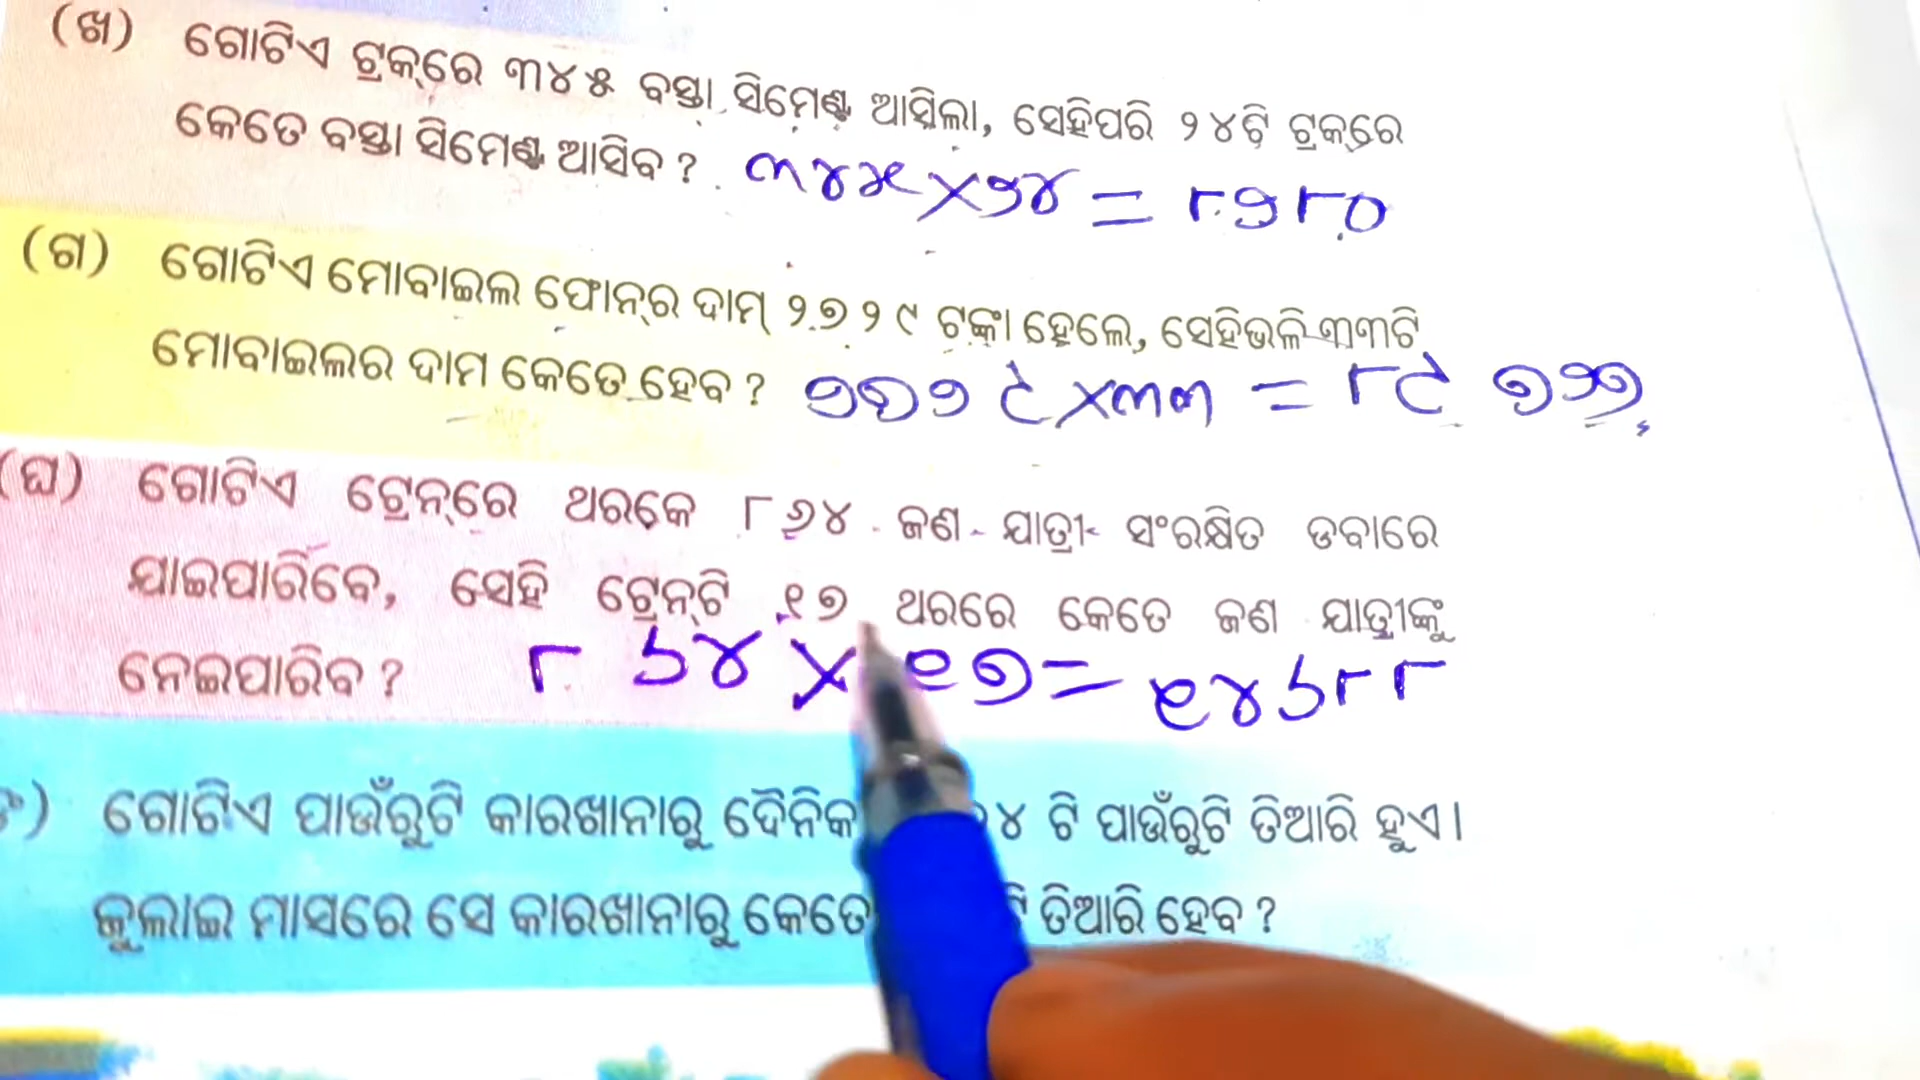 (ଖ) ଗୋଟିଏ ଟ୍ରକ୍‌ରେ ୩୪୫ ବସ୍ତା ସିମେଣ୍ଟ ଆସିଲା, ସେହିପରି ୨୪ଟି ଟ୍ରକ୍‌ରେ
କେତେ ବସ୍ତା ସିମେଣ୍ଟ ଆସିବ ? ୩୪୫ × ୨୪ = ୮୨୮୦
(ଗ) ଗୋଟିଏ ମୋବାଇଲ ଫୋନ୍‌ର ଦାମ୍ ୨୭୨୯ ଟଙ୍କା ହେଲେ, ସେହିଭଳି ୩୩ଟି
ମୋବାଇଲର ଦାମ କେତେ ହେବ ? ୨୭୨୯ × ୩୩ =
(ଘ) ଗୋଟିଏ ଟ୍ରେନ୍‌ରେ ଥରକେ ୮୬୪ ଜଣ ଯାତ୍ରୀ ସଂରକ୍ଷିତ ଡବାରେ
ଯାଇପାରିବେ, ସେହି ଟ୍ରେନ୍‌ଟି ୧୭ ଥରରେ କେତେ ଜଣ ଯାତ୍ରୀଙ୍କୁ
ନେଇପାରିବ ? ୮୬୪ × ୧୭ = ୧୪୬୮୮
ଗୋଟିଏ ପାଉଁରୁଟି କାରଖାନାରୁ ଦୈନିକ ୪ ଟି ପାଉଁରୁଟି ତିଆରି ହୁଏ।
ଜୁଲାଇ ମାସରେ ସେ କାରଖାନାରୁ କେତେ ତିଆରି ହେବ ?